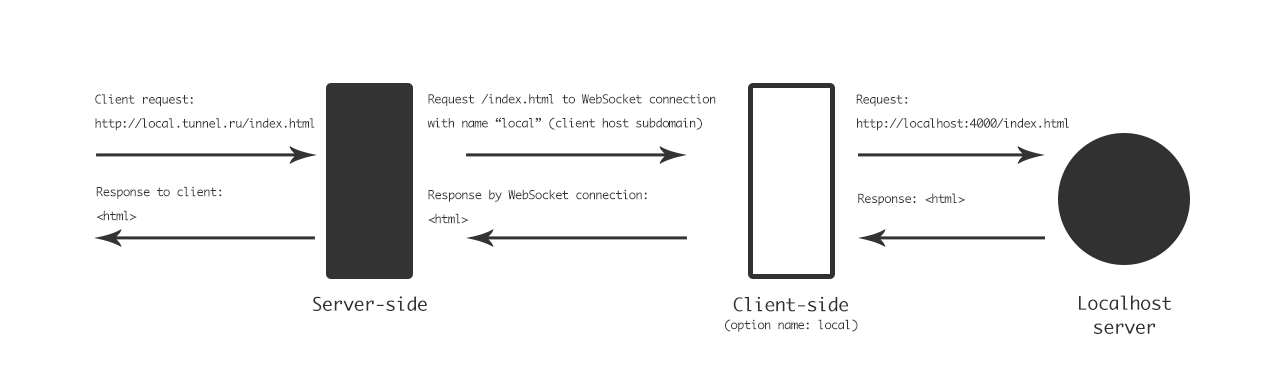 Client request:
http://local.tunnel.ru/index.html
Response to client:
<html>
Server-side
Request /index.html to WebSocket connection
with name “local” (client host subdomain)
Response by WebSocket connection:
<html>
Client-side
(option name: local)
Request:
http://localhost:4000/index.html
Response: <html>
Localhost
server